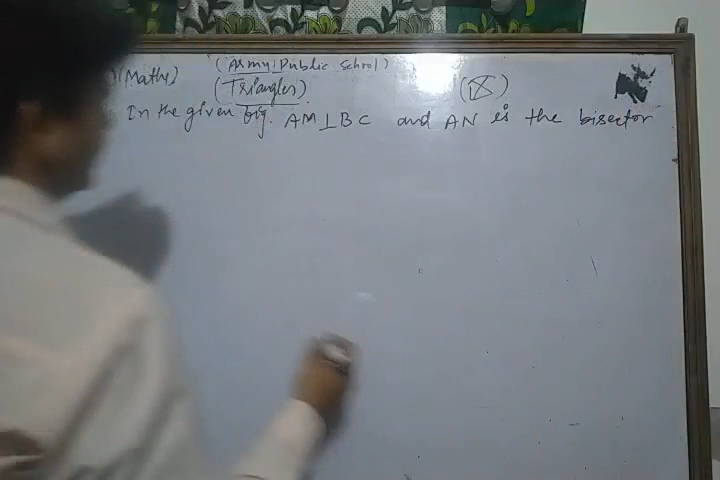 (Army Public School)
(Maths) (Triangles) (IX)
In the given fig. AM⊥BC and AN is the bisector